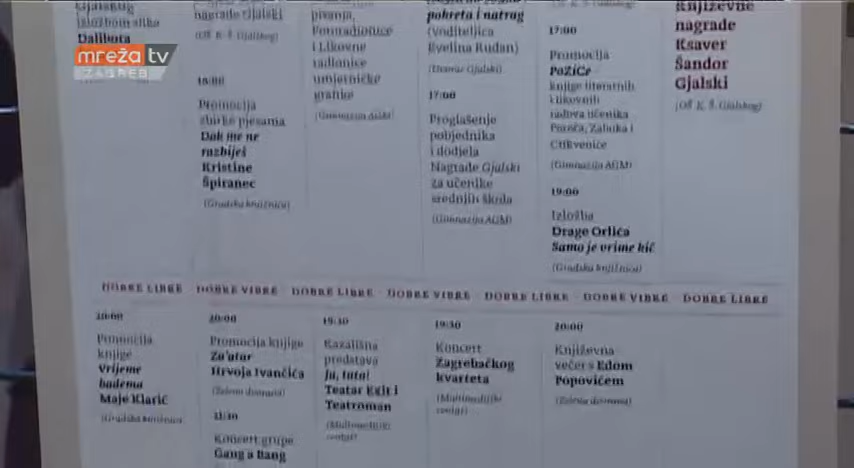 mreža tv
ZAGREB
izložbom slika
Dalibora
nagrade Gjalski
(OŠ K. Š. Gjalskog)
18:00
Promocija
zbirke pjesama
Dok me ne
razbiješ
Kristine
Špiranec
(Gradska knjižnica)
pivanja,
i Likovne
radionice
umjetničke
grafike
(Gimnazija AGM)
pokreta i natrag
(voditeljica
Evelina Rudan)
(Dvorac Gjalski)
17:00
Proglašenje
pobjednika
i dodjela
Nagrade Gjalski
za učenike
srednjih škola
(Gimnazija AGM)
17:00
Promocija
PoZiCe
knjige literarnih
i likovnih
radova učenika
Poreča, Zaboka i
Crikvenice
(Gimnazija AGM)
19:00
Izložba
Drage Orlića
Samo je vrime kič
(Gradska knjižnica)
Književne
nagrade
Ksaver
Šandor
Gjalski
(OŠ K. Š. Gjalskog)
DOBRE LIBRE DOBRE VIBRE DOBRE LIBRE DOBRE VIBRE DOBRE LIBRE DOBRE VIBRE DOBRE LIBRE
20:00
Promocija
knjige
Vrijeme
badema
Maje Klarić
(Gradska knjižnica)
20:00
Promocija knjige
Za'atar
Hrvoja Ivančića
(Zelena dvorana)
21:30
Koncert grupe
Gang a Bang
19:30
Kazališna
predstava
Ju, tata!
Teatar Exit i
Teatroman
(Multimedijski
centar)
19:30
Koncert
Zagrebačkog
kvarteta
(Multimedijski
centar)
20:00
Književna
večer s Edom
Popovićem
(Zelena dvorana)